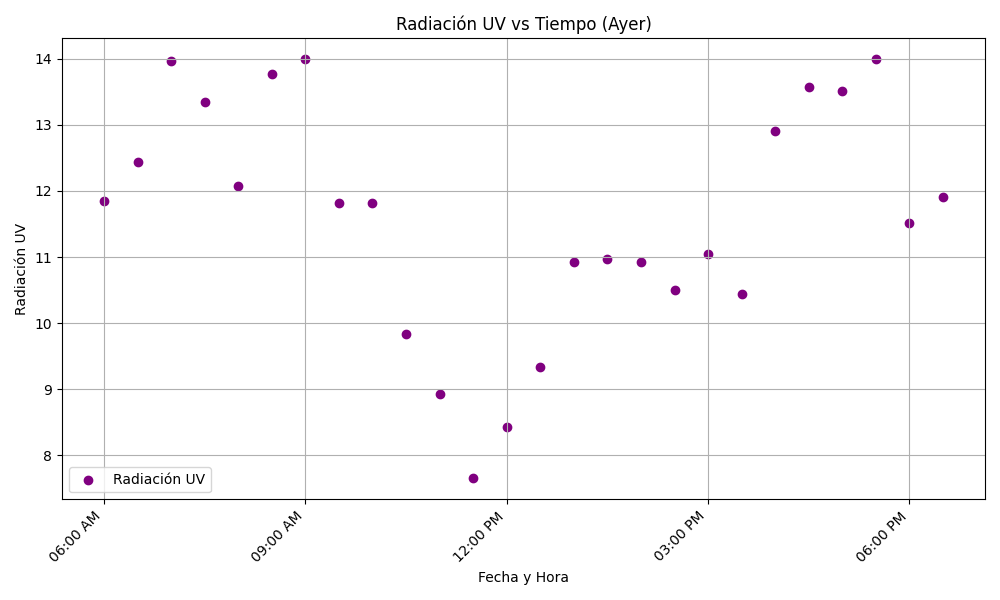 Radiación UV vs Tiempo (Ayer)
Radiación UV
14
13
12
11
10
9
8
Radiación UV
06:00 AM
09:00 AM
12:00 PM
03:00 PM
06:00 PM
Fecha y Hora